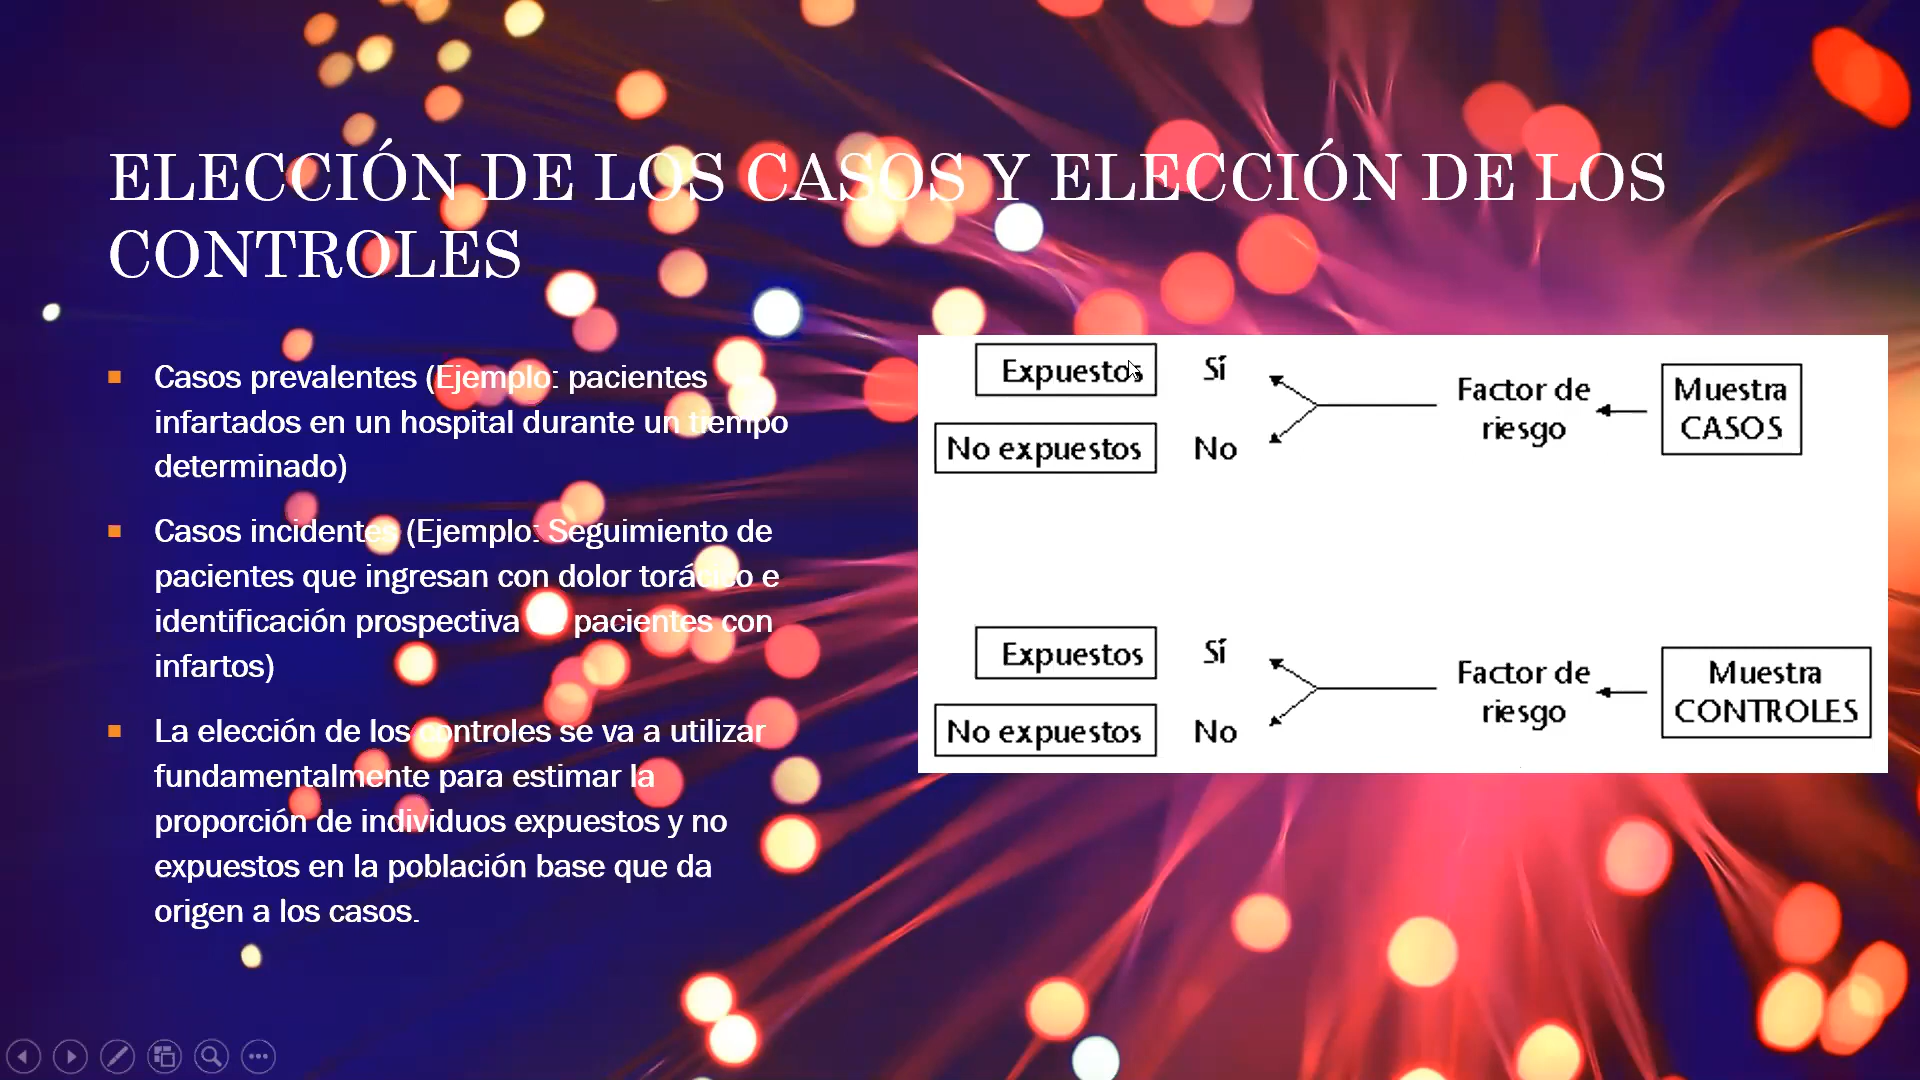 ELECCIÓN DE LOS CASOS Y ELECCIÓN DE LOS
CONTROLES
Casos prevalentes (Ejemplo: pacientes
infartados en un hospital durante un tiempo
determinado)
Casos incidentes (Ejemplo: Seguimiento de
pacientes que ingresan con dolor torácico e
identificación prospectiva de pacientes con
infartos)
La elección de los controles se va a utilizar
fundamentalmente para estimar la
proporción de individuos expuestos y no
expuestos en la población base que da
origen a los casos.
Expuestos Sí
No expuestos No
Factor de
riesgo
Muestra
CASOS
Expuestos Sí
No expuestos No
Factor de
riesgo
Muestra
CONTROLES